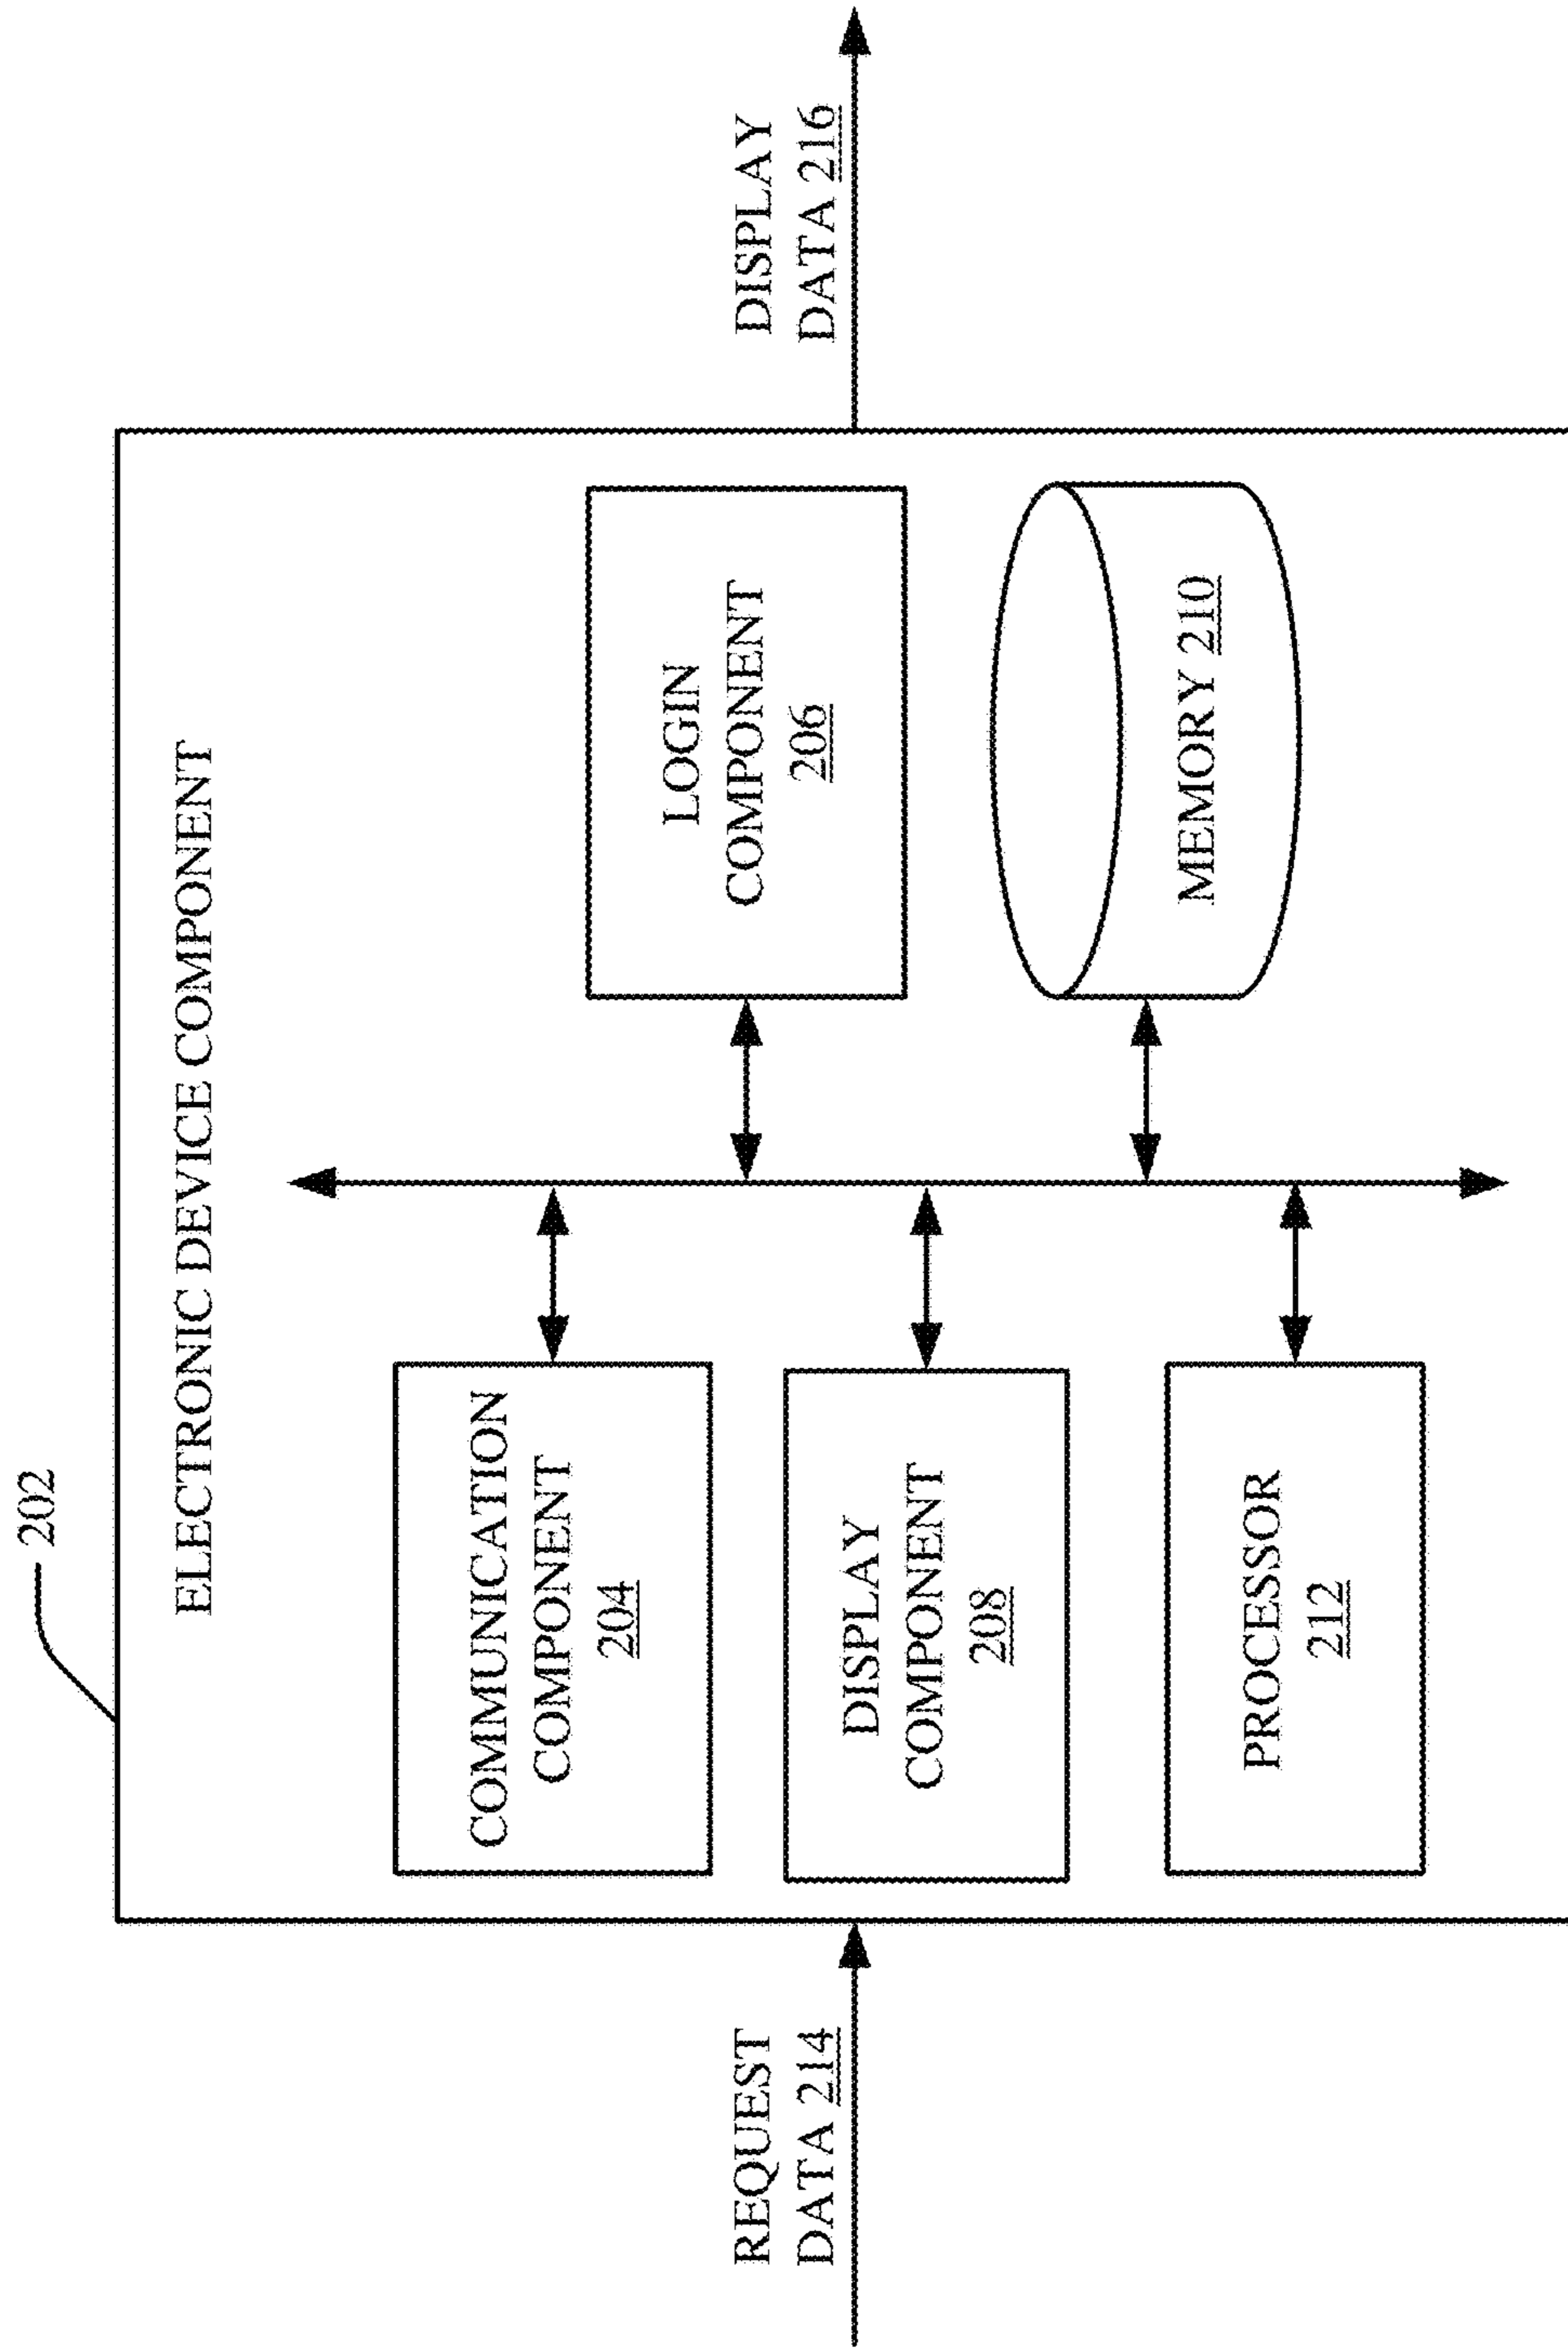 202
ELECTRONIC DEVICE COMPONENT
COMMUNICATION
COMPONENT
204
LOGIN
COMPONENT
206
DISPLAY
COMPONENT
208
MEMORY 210
PROCESSOR
212
REQUEST
DATA 214
DISPLAY
DATA 216